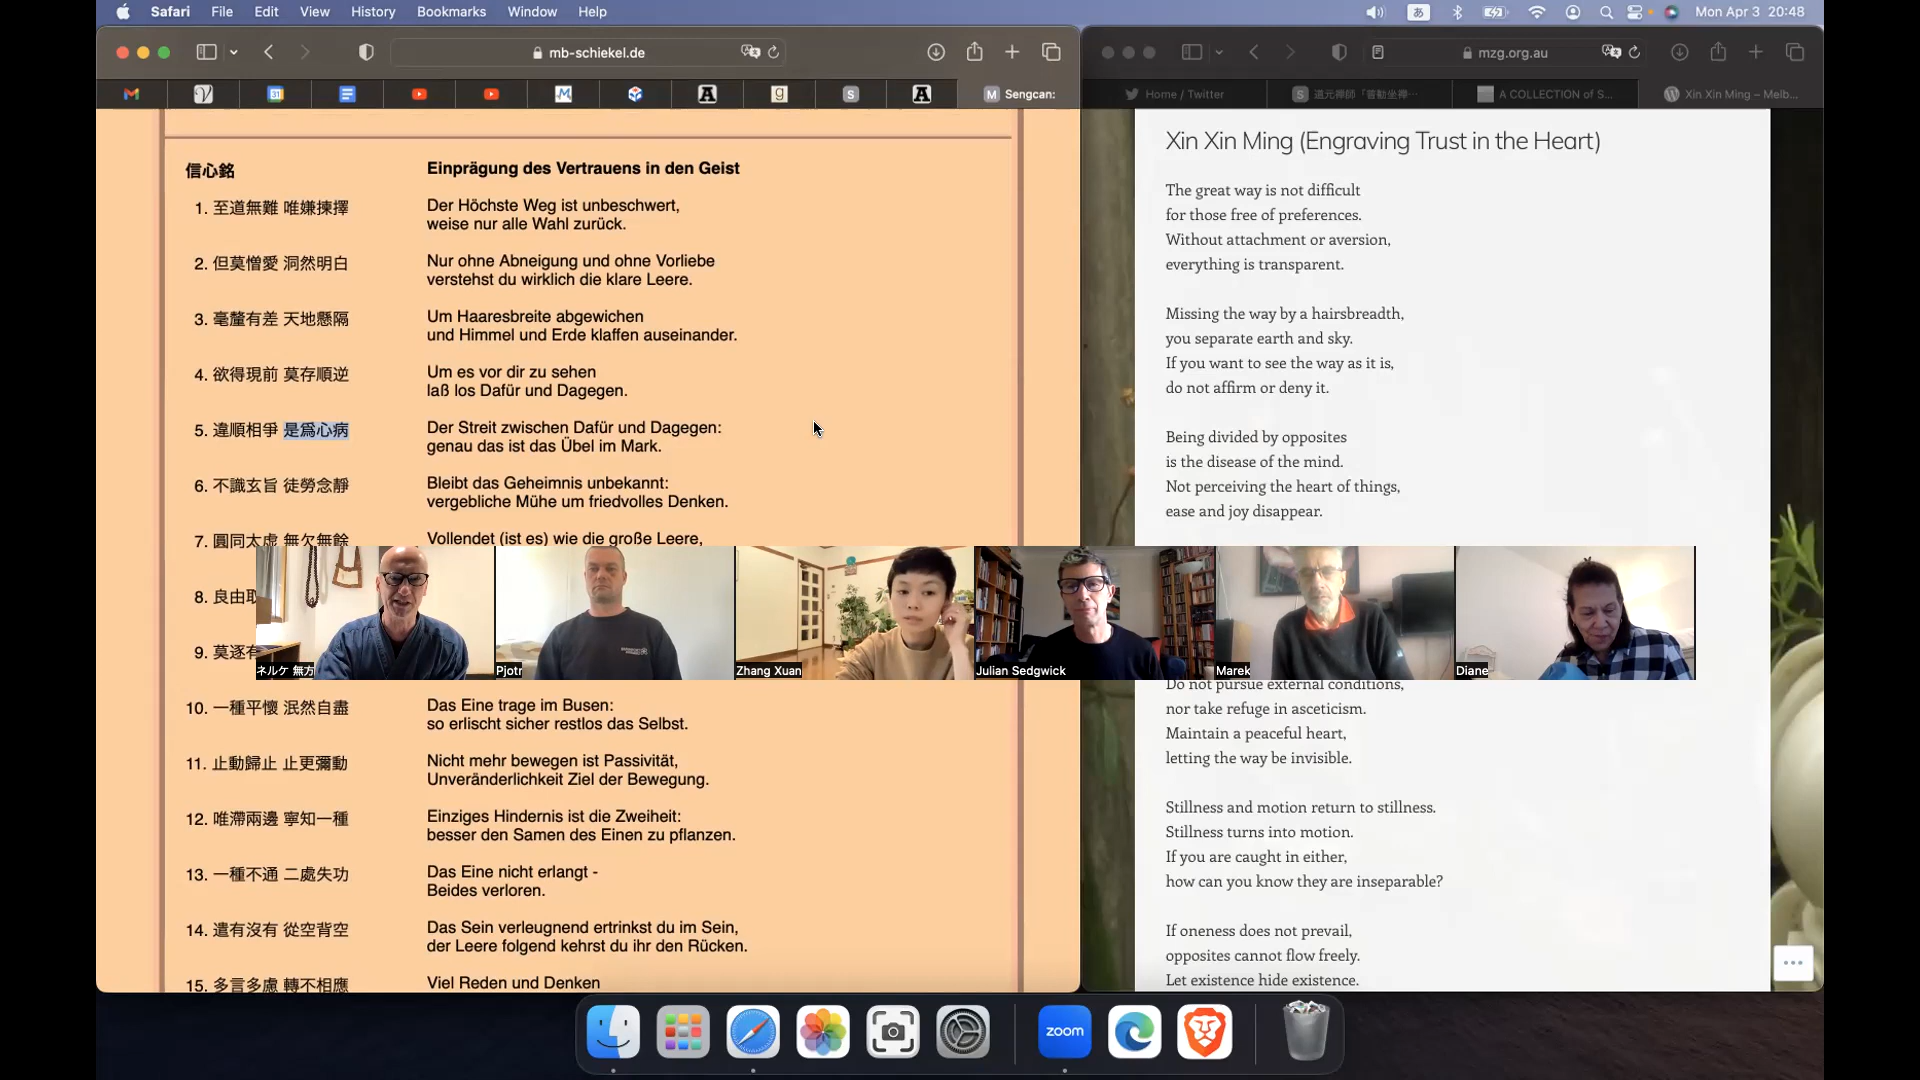 Safari File Edit View History Bookmarks Window Help
あ
Mon Apr 3 20:48
mb-schiekel.de
Sengcan:
mzg.org.au
Home / Twitter
道元禅師「普勧坐禅…
A COLLECTION of S...
Xin Xin Ming – Melb...
信心銘
Einprägung des Vertrauens in den Geist
1. 至道無難 唯嫌揀擇
Der Höchste Weg ist unbeschwert,
weise nur alle Wahl zurück.
2. 但莫憎愛 洞然明白
Nur ohne Abneigung und ohne Vorliebe
verstehst du wirklich die klare Leere.
3. 毫釐有差 天地懸隔
Um Haaresbreite abgewichen
und Himmel und Erde klaffen auseinander.
4. 欲得現前 莫存順逆
Um es vor dir zu sehen
laß los Dafür und Dagegen.
5. 違順相爭 是爲心病
Der Streit zwischen Dafür und Dagegen:
genau das ist das Übel im Mark.
6. 不識玄旨 徒勞念靜
Bleibt das Geheimnis unbekannt:
vergebliche Mühe um friedvolles Denken.
7. 圓同太虛 無欠無餘
Vollendet (ist es) wie die große Leere,
8. 良由取
9. 莫逐有
10. 一種平懷 泯然自盡
Das Eine trage im Busen:
so erlischt sicher restlos das Selbst.
11. 止動歸止 止更彌動
Nicht mehr bewegen ist Passivität,
Unveränderlichkeit Ziel der Bewegung.
12. 唯滯兩邊 寧知一種
Einziges Hindernis ist die Zweiheit:
besser den Samen des Einen zu pflanzen.
13. 一種不通 二處失功
Das Eine nicht erlangt -
Beides verloren.
14. 遣有沒有 從空背空
Das Sein verleugnend ertrinkst du im Sein,
der Leere folgend kehrst du ihr den Rücken.
15. 多言多慮 轉不相應
Viel Reden und Denken
Xin Xin Ming (Engraving Trust in the Heart)
The great way is not difficult
for those free of preferences.
Without attachment or aversion,
everything is transparent.
Missing the way by a hairsbreadth,
you separate earth and sky.
If you want to see the way as it is,
do not affirm or deny it.
Being divided by opposites
is the disease of the mind.
Not perceiving the heart of things,
ease and joy disappear.
Do not pursue external conditions,
nor take refuge in asceticism.
Maintain a peaceful heart,
letting the way be invisible.
Stillness and motion return to stillness.
Stillness turns into motion.
If you are caught in either,
how can you know they are inseparable?
If oneness does not prevail,
opposites cannot flow freely.
Let existence hide existence.
ネルケ 無方
Pjotr
Zhang Xuan
Julian Sedgwick
Marek
Diane
zoom